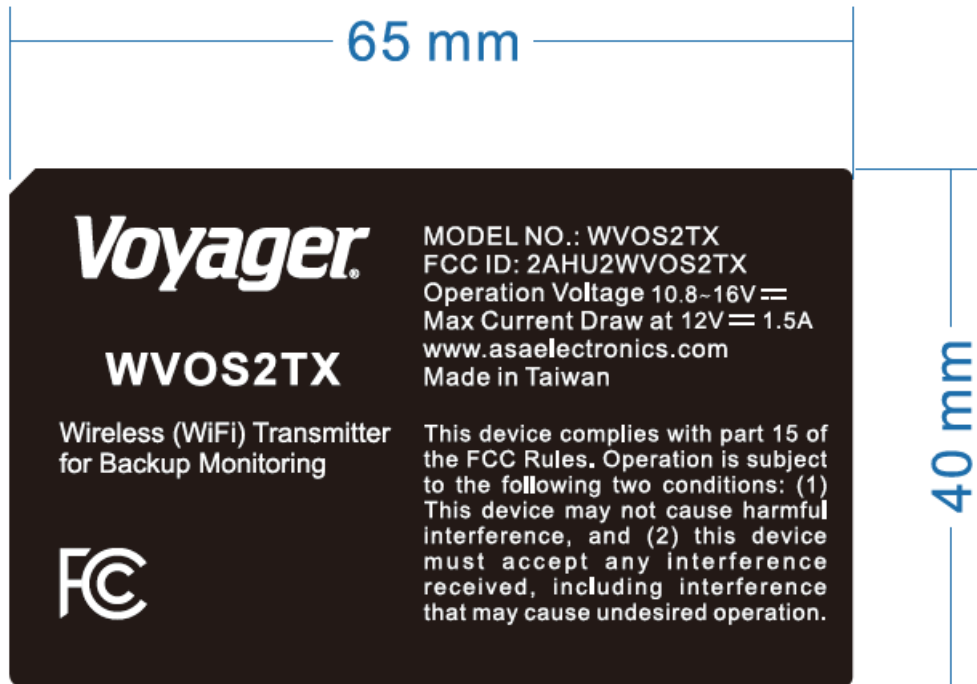 65 mm
Voyager®
WVOS2TX
Wireless (WiFi) Transmitter
for Backup Monitoring
FC
MODEL NO.: WVOS2TX
FCC ID: 2AHU2WVOS2TX
Operation Voltage 10.8~16V⎓
Max Current Draw at 12V⎓ 1.5A
www.asaelectronics.com
Made in Taiwan
This device complies with part 15 of
the FCC Rules. Operation is subject
to the following two conditions: (1)
This device may not cause harmful
interference, and (2) this device
must accept any interference
received, including interference
that may cause undesired operation.
40 mm